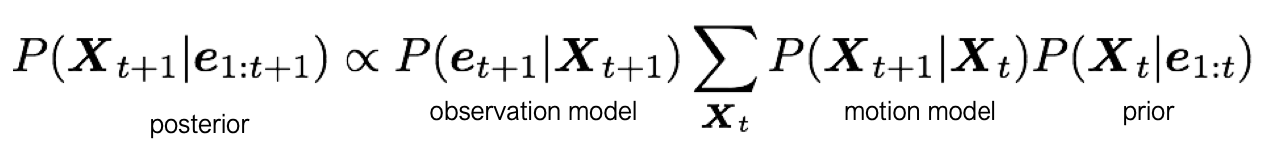 P(X_{t+1}|e_{1:t+1}) ∝ P(e_{t+1}|X_{t+1}) ∑_{X_t} P(X_{t+1}|X_t)P(X_t|e_{1:t})
posterior observation model motion model prior